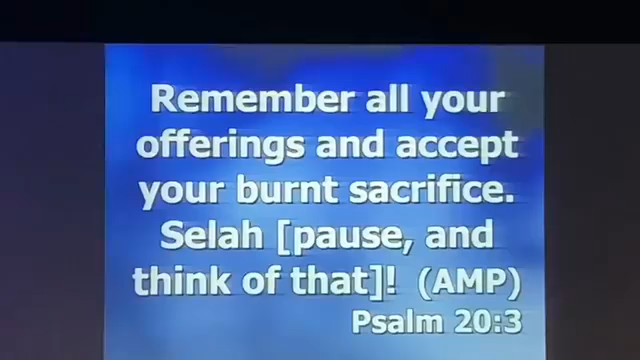 Remember all your
offerings and accept
your burnt sacrifice.
Selah [pause, and
think of that]! (AMP)
Psalm 20:3